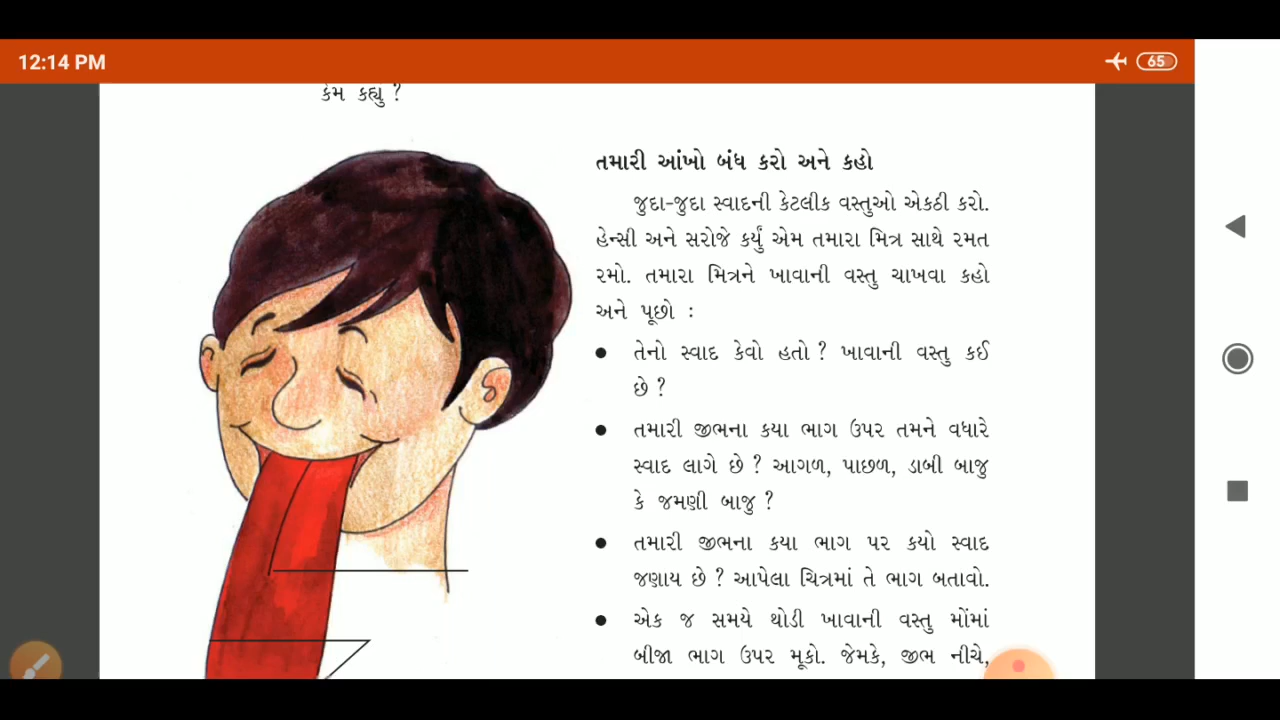 12:14 PM
65
કેમ કહ્યુ ?
તમારી આંખો બંધ કરો અને કહો
જુદા-જુદા સ્વાદની કેટલીક વસ્તુઓ એકઠી કરો.
હેન્સી અને સરોજે કર્યું એમ તમારા મિત્ર સાથે રમત
રમો. તમારા મિત્રને ખાવાની વસ્તુ ચાખવા કહો
અને પૂછો :
• તેનો સ્વાદ કેવો હતો ? ખાવાની વસ્તુ કઈ
છે ?
• તમારી જીભના કયા ભાગ ઉપર તમને વધારે
સ્વાદ લાગે છે ? આગળ, પાછળ, ડાબી બાજુ
કે જમણી બાજુ ?
• તમારી જીભના કયા ભાગ પર કયો સ્વાદ
જણાય છે ? આપેલા ચિત્રમાં તે ભાગ બતાવો.
• એક જ સમયે થોડી ખાવાની વસ્તુ મોંમાં
બીજા ભાગ ઉપર મૂકો. જેમકે, જીભ નીચે,